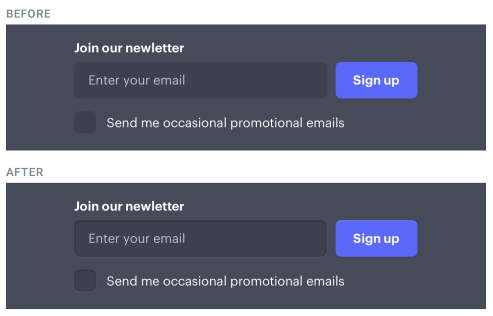 BEFORE
Join our newletter
Enter your email
Sign up
Send me occasional promotional emails
AFTER
Join our newletter
Enter your email
Sign up
Send me occasional promotional emails